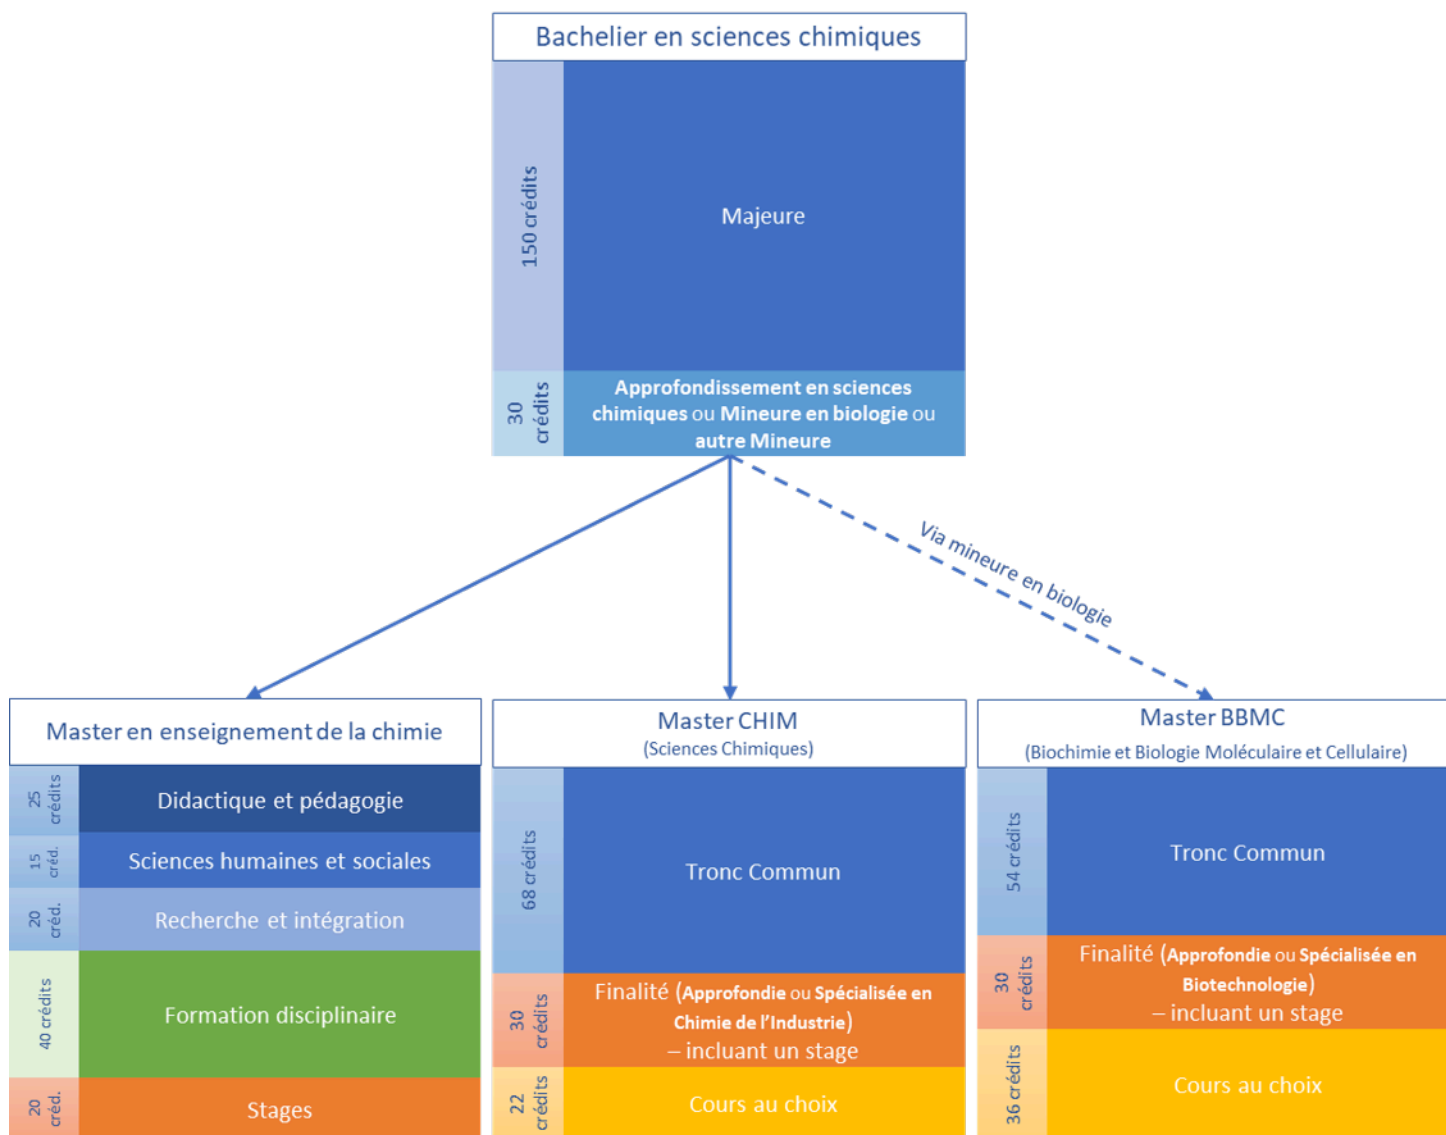 Bachelier en sciences chimiques
150 crédits
Majeure
30
crédits
Approfondissement en sciences
chimiques ou Mineure en biologie ou
autre Mineure
Via mineure en biologie
Master en enseignement de la chimie
25
crédits
Didactique et pédagogie
15
créd.
Sciences humaines et sociales
20
créd.
Recherche et intégration
40 crédits
Formation disciplinaire
20
créd.
Stages
Master CHIM
(Sciences Chimiques)
68 crédits
Tronc Commun
30
crédits
Finalité (Approfondie ou Spécialisée en
Chimie de l'Industrie)
– incluant un stage
22
crédits
Cours au choix
Master BBMC
(Biochimie et Biologie Moléculaire et Cellulaire)
54 crédits
Tronc Commun
30
crédits
Finalité (Approfondie ou Spécialisée en
Biotechnologie)
– incluant un stage
36 crédits
Cours au choix